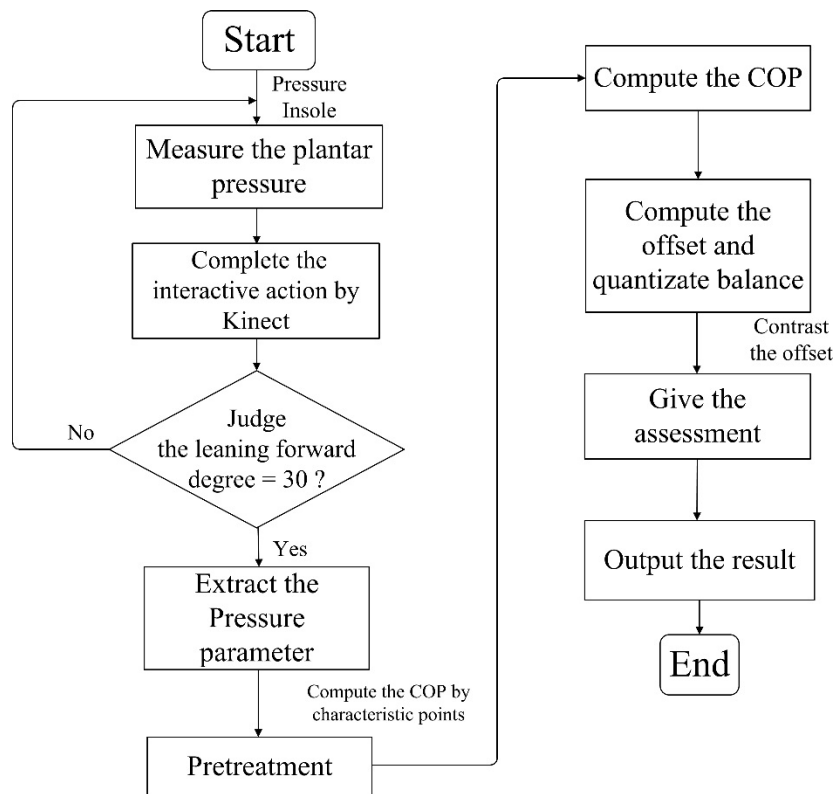 Start
Pressure
Insole
Measure the plantar
pressure
Complete the
interactive action by
Kinect
Judge
the leaning forward
degree = 30 ?
No
Yes
Extract the
Pressure
parameter
Compute the COP by
characteristic points
Pretreatment
Compute the COP
Compute the
offset and
quantizate balance
Contrast
the offset
Give the
assessment
Output the result
End